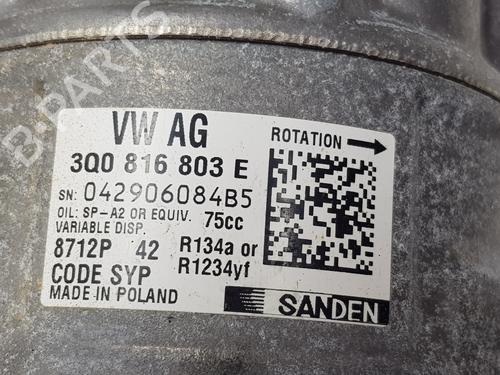 VW AG
ROTATION
3Q0 816 803 E
SN: 042906084B5
OIL: SP-A2 OR EQUIV. 75cc
VARIABLE DISP.
8712P 42 R134a or
CODE SYP R1234yf
MADE IN POLAND
SANDEN
B-PARTS